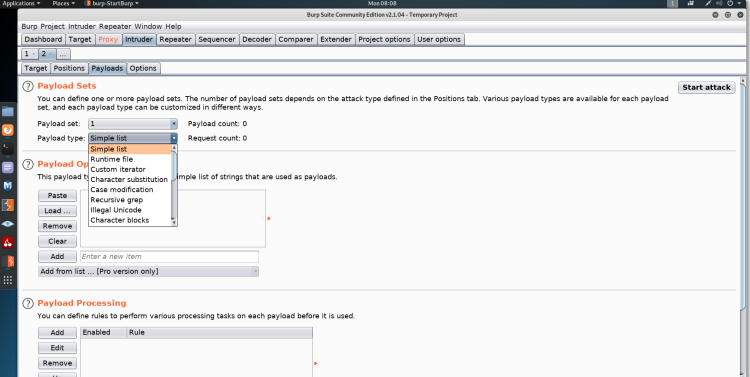 Applications ▾ Places ▾ burp-StartBurp ▾ Mon 08:08 1
Burp Suite Community Edition v2.1.04 - Temporary Project
Burp Project Intruder Repeater Window Help
Dashboard Target Proxy Intruder Repeater Sequencer Decoder Comparer Extender Project options User options
1 2 ...
Target Positions Payloads Options
? Payload Sets Start attack
You can define one or more payload sets. The number of payload sets depends on the attack type defined in the Positions tab. Various payload types are available for each payload
set, and each payload type can be customized in different ways.
Payload set: 1 Payload count: 0
Payload type: Simple list Request count: 0
Simple list
Runtime file
Custom iterator
Character substitution
Case modification
Recursive grep
Illegal Unicode
Character blocks
? Payload Op
This payload t mple list of strings that are used as payloads.
Paste
Load ...
Remove
Clear
Add Enter a new item
Add from list ... [Pro version only]
? Payload Processing
You can define rules to perform various processing tasks on each payload before it is used.
Add Enabled Rule
Edit
Remove